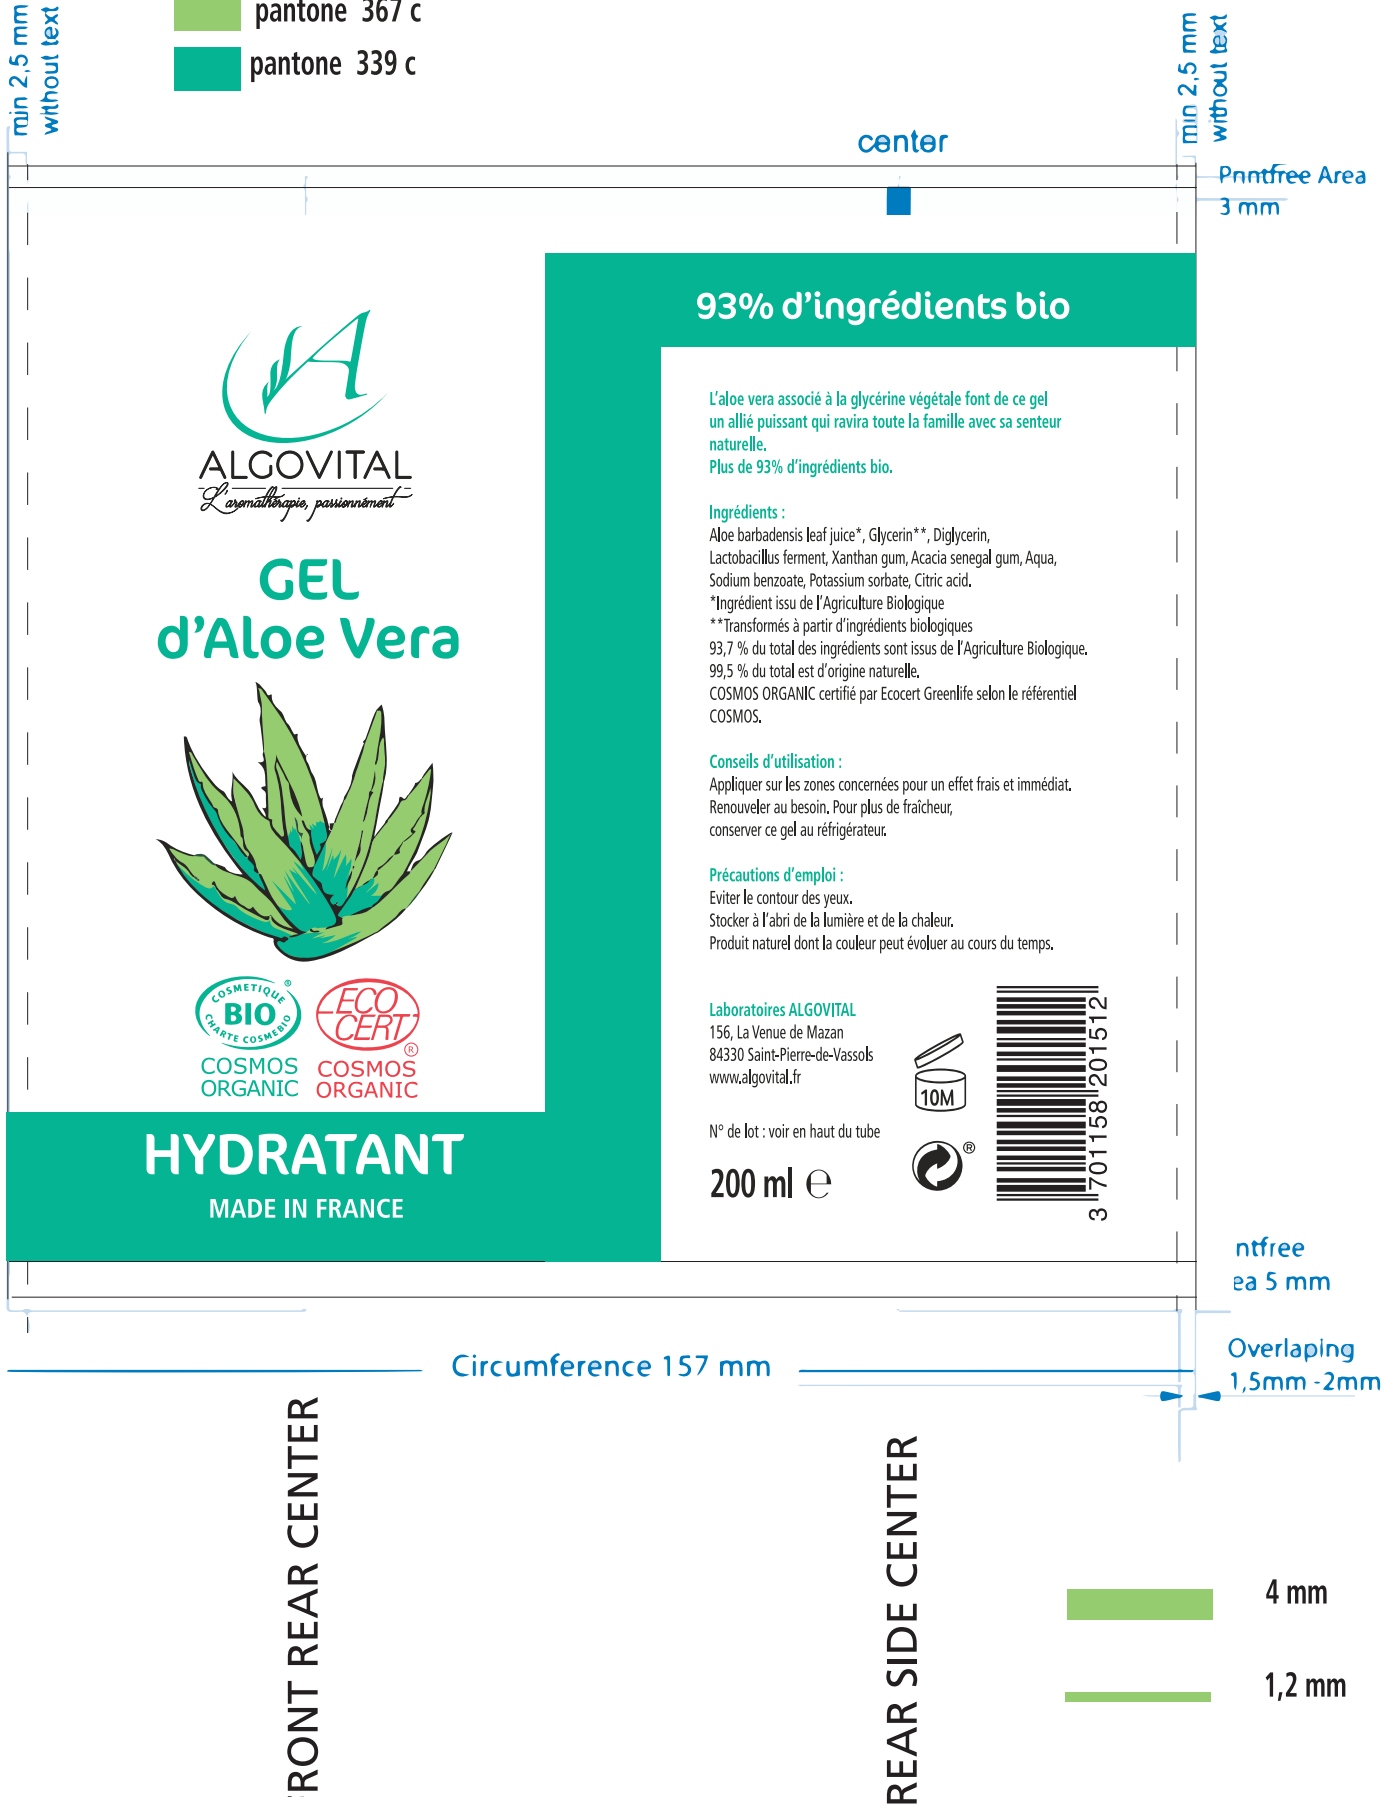 pantone 367 c
pantone 339 c
min 2,5 mm
without text
min 2,5 mm
without text
center
Printfree Area
3 mm
ALGOVITAL
L'aromathérapie, passionnément
GEL
d'Aloe Vera
COSMETIQUE
BIO
CHARTE COSMEBIO
®
COSMOS
ORGANIC
ECO
CERT
®
COSMOS
ORGANIC
HYDRATANT
MADE IN FRANCE
93% d'ingrédients bio
L'aloe vera associé à la glycérine végétale font de ce gel
un allié puissant qui ravira toute la famille avec sa senteur
naturelle.
Plus de 93% d'ingrédients bio.
Ingrédients :
Aloe barbadensis leaf juice*, Glycerin**, Diglycerin,
Lactobacillus ferment, Xanthan gum, Acacia senegal gum, Aqua,
Sodium benzoate, Potassium sorbate, Citric acid.
*Ingrédient issu de l'Agriculture Biologique
**Transformés à partir d'ingrédients biologiques
93,7 % du total des ingrédients sont issus de l'Agriculture Biologique.
99,5 % du total est d'origine naturelle.
COSMOS ORGANIC certifié par Ecocert Greenlife selon le référentiel
COSMOS.
Conseils d'utilisation :
Appliquer sur les zones concernées pour un effet frais et immédiat.
Renouveler au besoin. Pour plus de fraîcheur,
conserver ce gel au réfrigérateur.
Précautions d'emploi :
Eviter le contour des yeux.
Stocker à l'abri de la lumière et de la chaleur.
Produit naturel dont la couleur peut évoluer au cours du temps.
Laboratoires ALGOVITAL
156, La Venue de Mazan
84330 Saint-Pierre-de-Vassols
www.algovital.fr
N° de lot : voir en haut du tube
200 ml ℮
10M
®
3 701158 201512
ntfree
ea 5 mm
Circumference 157 mm
Overlaping
1,5mm -2mm
RONT REAR CENTER
REAR SIDE CENTER
4 mm
1,2 mm